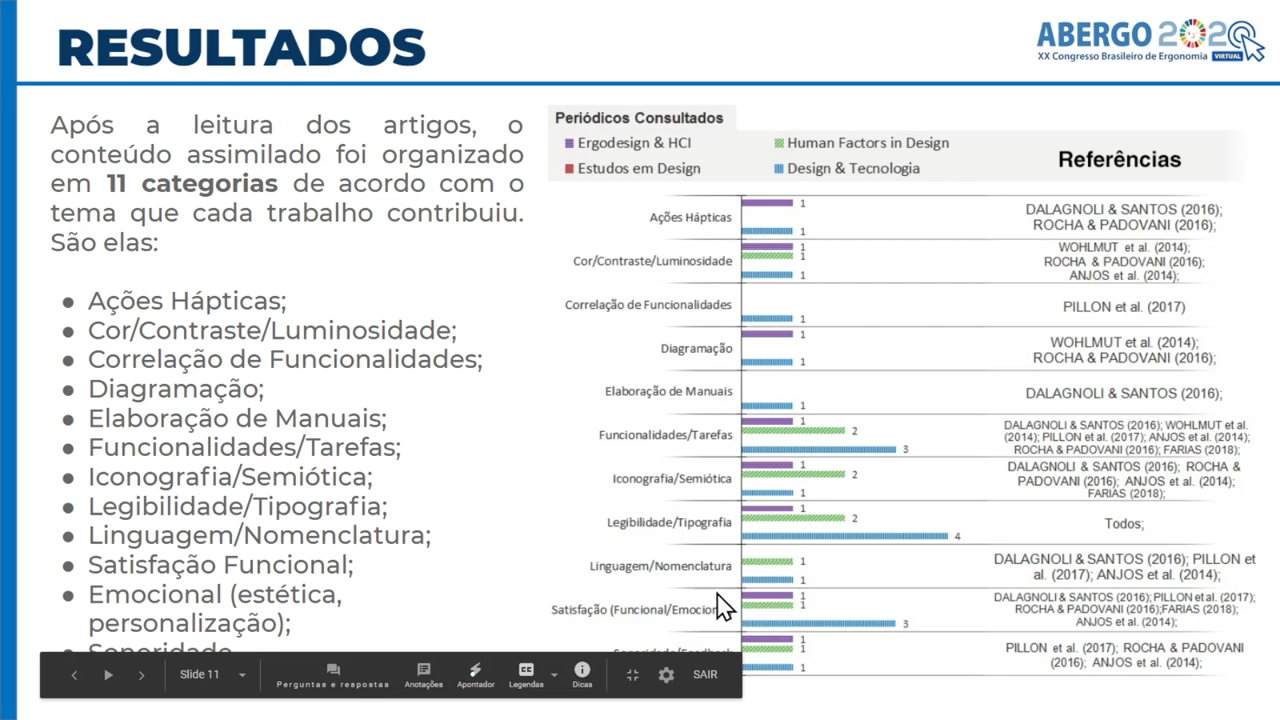 RESULTADOS
ABERGO 2020
XX Congresso Brasileiro de Ergonomia VIRTUAL
Após a leitura dos artigos, o
conteúdo assimilado foi organizado
em 11 categorias de acordo com o
tema que cada trabalho contribuiu.
São elas:
● Ações Hápticas;
● Cor/Contraste/Luminosidade;
● Correlação de Funcionalidades;
● Diagramação;
● Elaboração de Manuais;
● Funcionalidades/Tarefas;
● Iconografia/Semiótica;
● Legibilidade/Tipografia;
● Linguagem/Nomenclatura;
● Satisfação Funcional;
● Emocional (estética,
personalização);
● Sonoridade
Periódicos Consultados
Ergodesign & HCI
Human Factors in Design
Estudos em Design
Design & Tecnologia
Referências
Ações Hápticas
1
1
DALAGNOLI & SANTOS (2016);
ROCHA & PADOVANI (2016);
Cor/Contraste/Luminosidade
1
1
1
WOHLMUT et al. (2014);
ROCHA & PADOVANI (2016);
ANJOS et al. (2014);
Correlação de Funcionalidades
1
PILLON et al. (2017)
Diagramação
1
1
WOHLMUT et al. (2014);
ROCHA & PADOVANI (2016);
Elaboração de Manuais
1
DALAGNOLI & SANTOS (2016);
Funcionalidades/Tarefas
1
2
3
DALAGNOLI & SANTOS (2016); WOHLMUT et al.
(2014); PILLON et al. (2017); ANJOS et al. (2014);
ROCHA & PADOVANI (2016); FARIAS (2018);
Iconografia/Semiótica
1
2
1
DALAGNOLI & SANTOS (2016); ROCHA &
PADOVANI (2016); ANJOS et al. (2014);
FARIAS (2018);
Legibilidade/Tipografia
1
2
4
Todos;
Linguagem/Nomenclatura
1
1
DALAGNOLI & SANTOS (2016); PILLON et
al. (2017); ANJOS et al. (2014);
Satisfação (Funcional/Emocion
1
1
3
DALAGNOLI & SANTOS (2016); PILLON et al. (2017);
ROCHA & PADOVANI (2016);FARIAS (2018);
ANJOS et al. (2014);
Sonoridade/Feedback
1
1
1
PILLON et al. (2017); ROCHA & PADOVANI
(2016); ANJOS et al. (2014);
Slide 11
Perguntas e respostas
Anotações
Apontador
Legendas
Dicas
SAIR